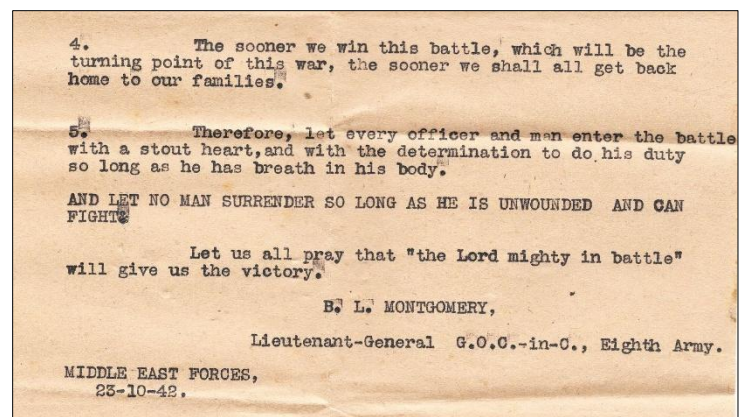 4. The sooner we win this battle, which will be the
turning point of this war, the sooner we shall all get back
home to our families.
5. Therefore, let every officer and man enter the battle
with a stout heart,and with the determination to do his duty
so long as he has breath in his body.
AND LET NO MAN SURRENDER SO LONG AS HE IS UNWOUNDED AND CAN
FIGHT.
Let us all pray that "the Lord mighty in battle"
will give us the victory.
B. L. MONTGOMERY,
Lieutenant-General G.O.C.-in-C., Eighth Army.
MIDDLE EAST FORCES,
23-10-42.